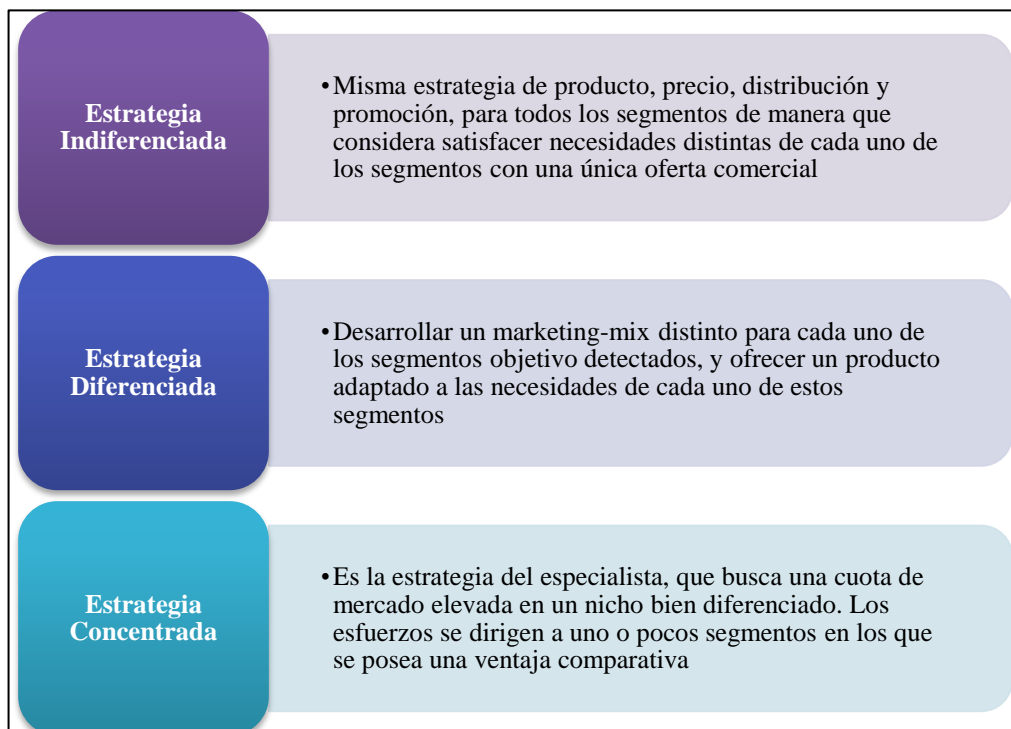 Estrategia
Indiferenciada
•Misma estrategia de producto, precio, distribución y
promoción, para todos los segmentos de manera que
considera satisfacer necesidades distintas de cada uno de
los segmentos con una única oferta comercial
Estrategia
Diferenciada
•Desarrollar un marketing-mix distinto para cada uno de
los segmentos objetivo detectados, y ofrecer un producto
adaptado a las necesidades de cada uno de estos
segmentos
Estrategia
Concentrada
•Es la estrategia del especialista, que busca una cuota de
mercado elevada en un nicho bien diferenciado. Los
esfuerzos se dirigen a uno o pocos segmentos en los que
se posea una ventaja comparativa